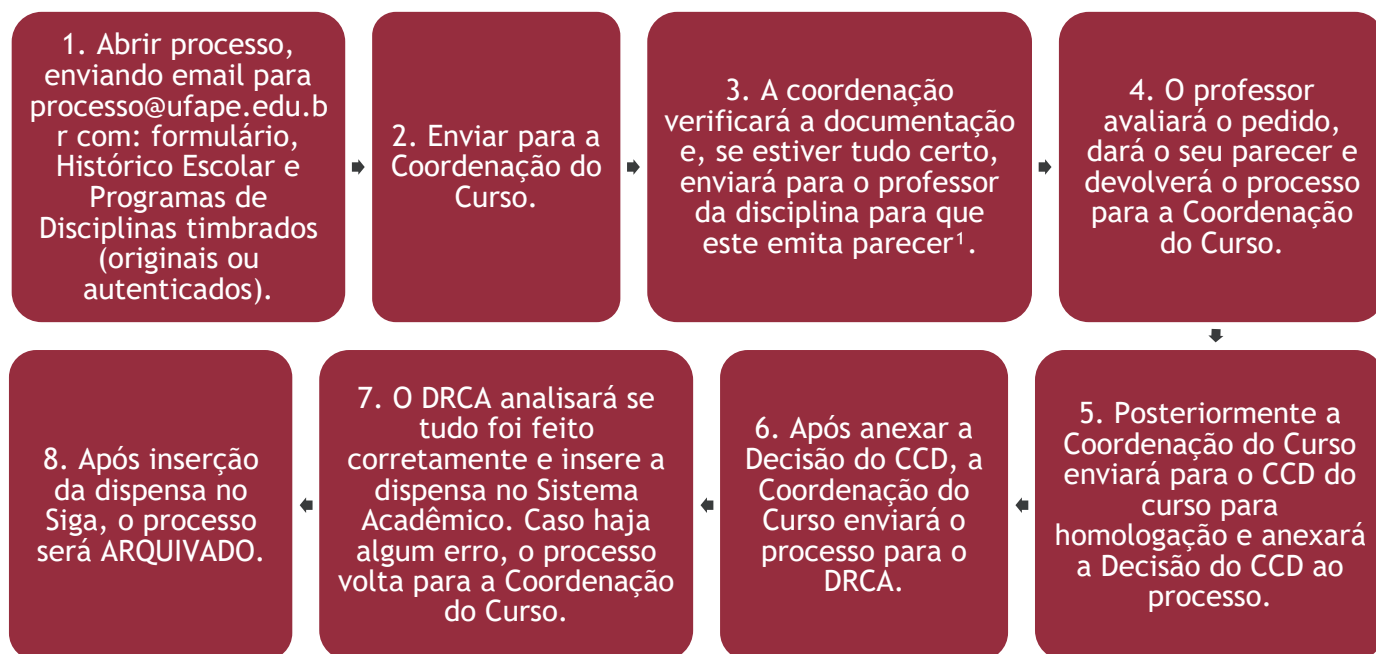 1. Abrir processo,
enviando email para
processo@ufape.edu.b
r com: formulário,
Histórico Escolar e
Programas de
Disciplinas timbrados
(originais ou
autenticados).
2. Enviar para a
Coordenação do
Curso.
3. A coordenação
verificará a documentação
e, se estiver tudo certo,
enviará para o professor
da disciplina para que
este emita parecer¹.
4. O professor
avaliará o pedido,
dará o seu parecer e
devolverá o processo
para a Coordenação
do Curso.
5. Posteriormente a
Coordenação do Curso
enviará para o CCD do
curso para
homologação e anexará
a Decisão do CCD ao
processo.
6. Após anexar a
Decisão do CCD, a
Coordenação do
Curso enviará o
processo para o
DRCA.
7. O DRCA analisará se
tudo foi feito
corretamente e insere a
dispensa no Sistema
Acadêmico. Caso haja
algum erro, o processo
volta para a Coordenação
do Curso.
8. Após inserção
da dispensa no
Siga, o processo
será ARQUIVADO.